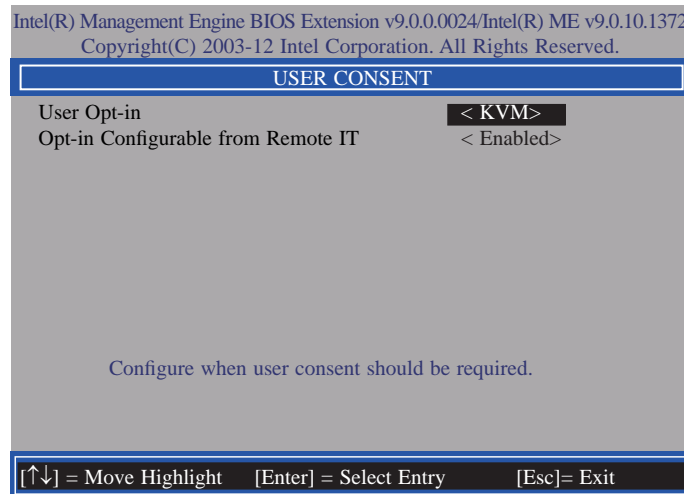 Intel(R) Management Engine BIOS Extension v9.0.0.0024/Intel(R) ME v9.0.10.1372
Copyright(C) 2003-12 Intel Corporation. All Rights Reserved.
USER CONSENT
User Opt-in < KVM>
Opt-in Configurable from Remote IT < Enabled>
Configure when user consent should be required.
[↑↓] = Move Highlight [Enter] = Select Entry [Esc]= Exit